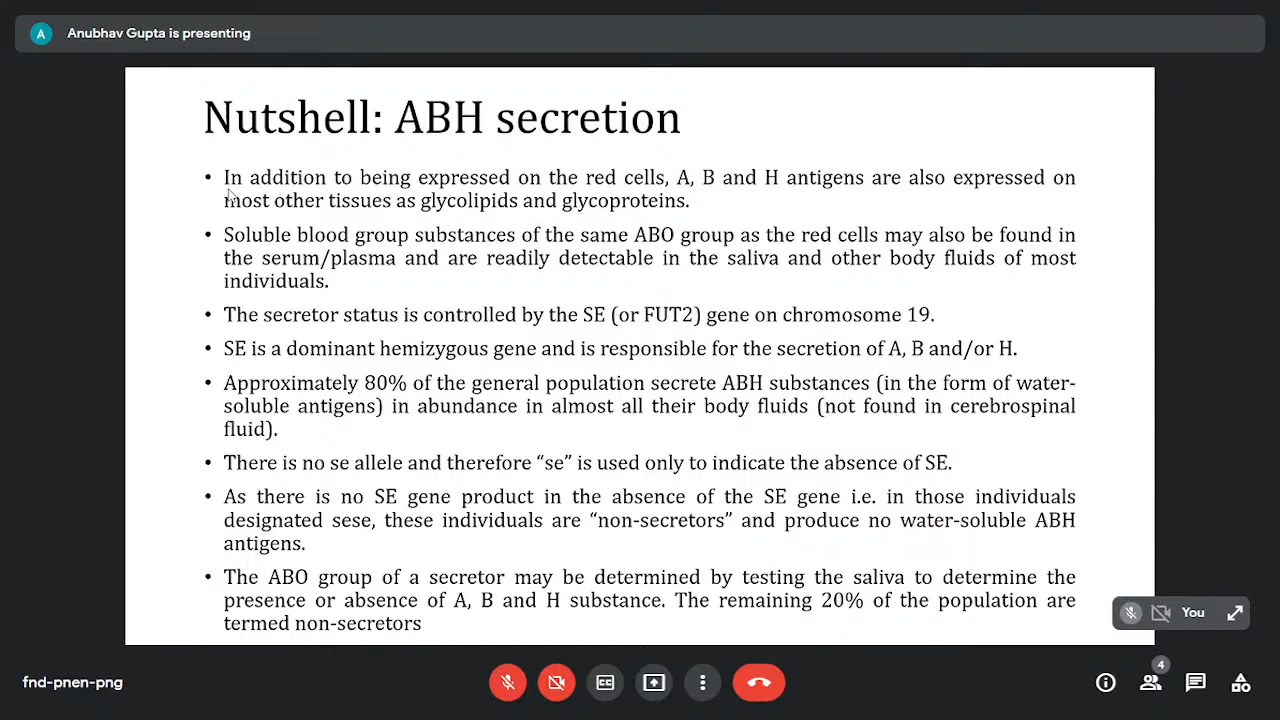 A Anubhav Gupta is presenting
Nutshell: ABH secretion
• In addition to being expressed on the red cells, A, B and H antigens are also expressed on
most other tissues as glycolipids and glycoproteins.
• Soluble blood group substances of the same ABO group as the red cells may also be found in
the serum/plasma and are readily detectable in the saliva and other body fluids of most
individuals.
• The secretor status is controlled by the SE (or FUT2) gene on chromosome 19.
• SE is a dominant hemizygous gene and is responsible for the secretion of A, B and/or H.
• Approximately 80% of the general population secrete ABH substances (in the form of water-
soluble antigens) in abundance in almost all their body fluids (not found in cerebrospinal
fluid).
• There is no se allele and therefore “se” is used only to indicate the absence of SE.
• As there is no SE gene product in the absence of the SE gene i.e. in those individuals
designated sese, these individuals are “non-secretors” and produce no water-soluble ABH
antigens.
• The ABO group of a secretor may be determined by testing the saliva to determine the
presence or absence of A, B and H substance. The remaining 20% of the population are
termed non-secretors
You
fnd-pnen-png
CC
4